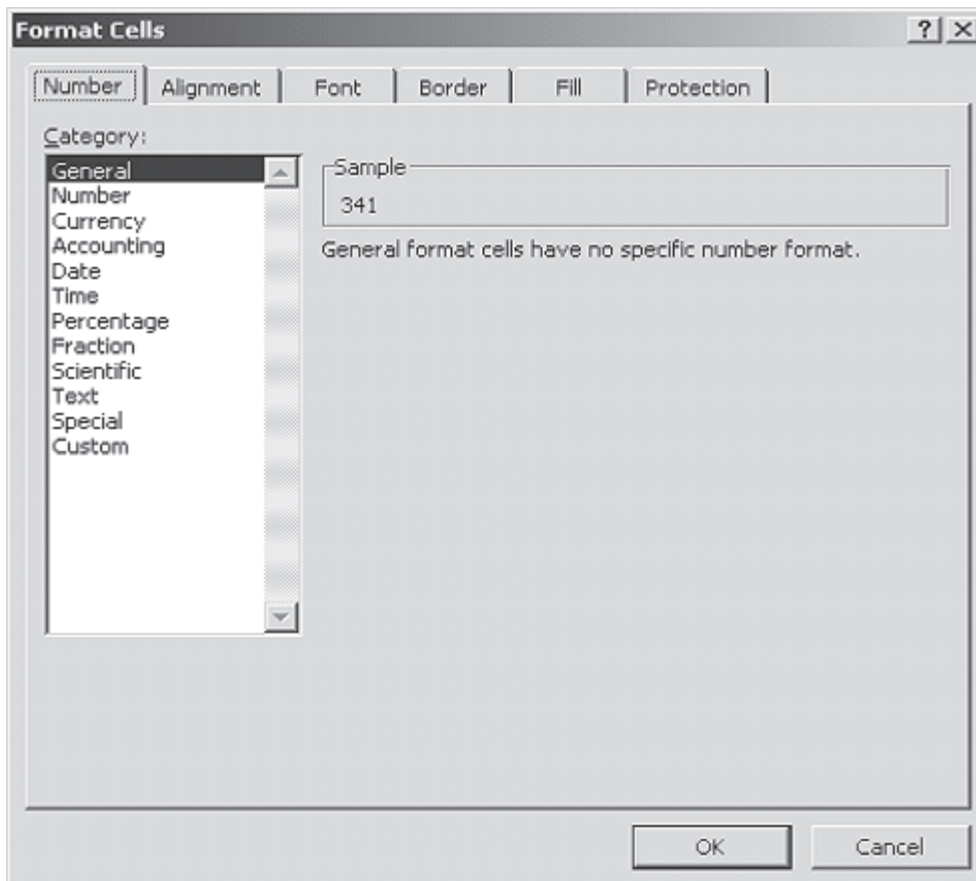 Format Cells
? X
Number Alignment Font Border Fill Protection
Category:
General
Number
Currency
Accounting
Date
Time
Percentage
Fraction
Scientific
Text
Special
Custom
Sample
341
General format cells have no specific number format.
OK Cancel